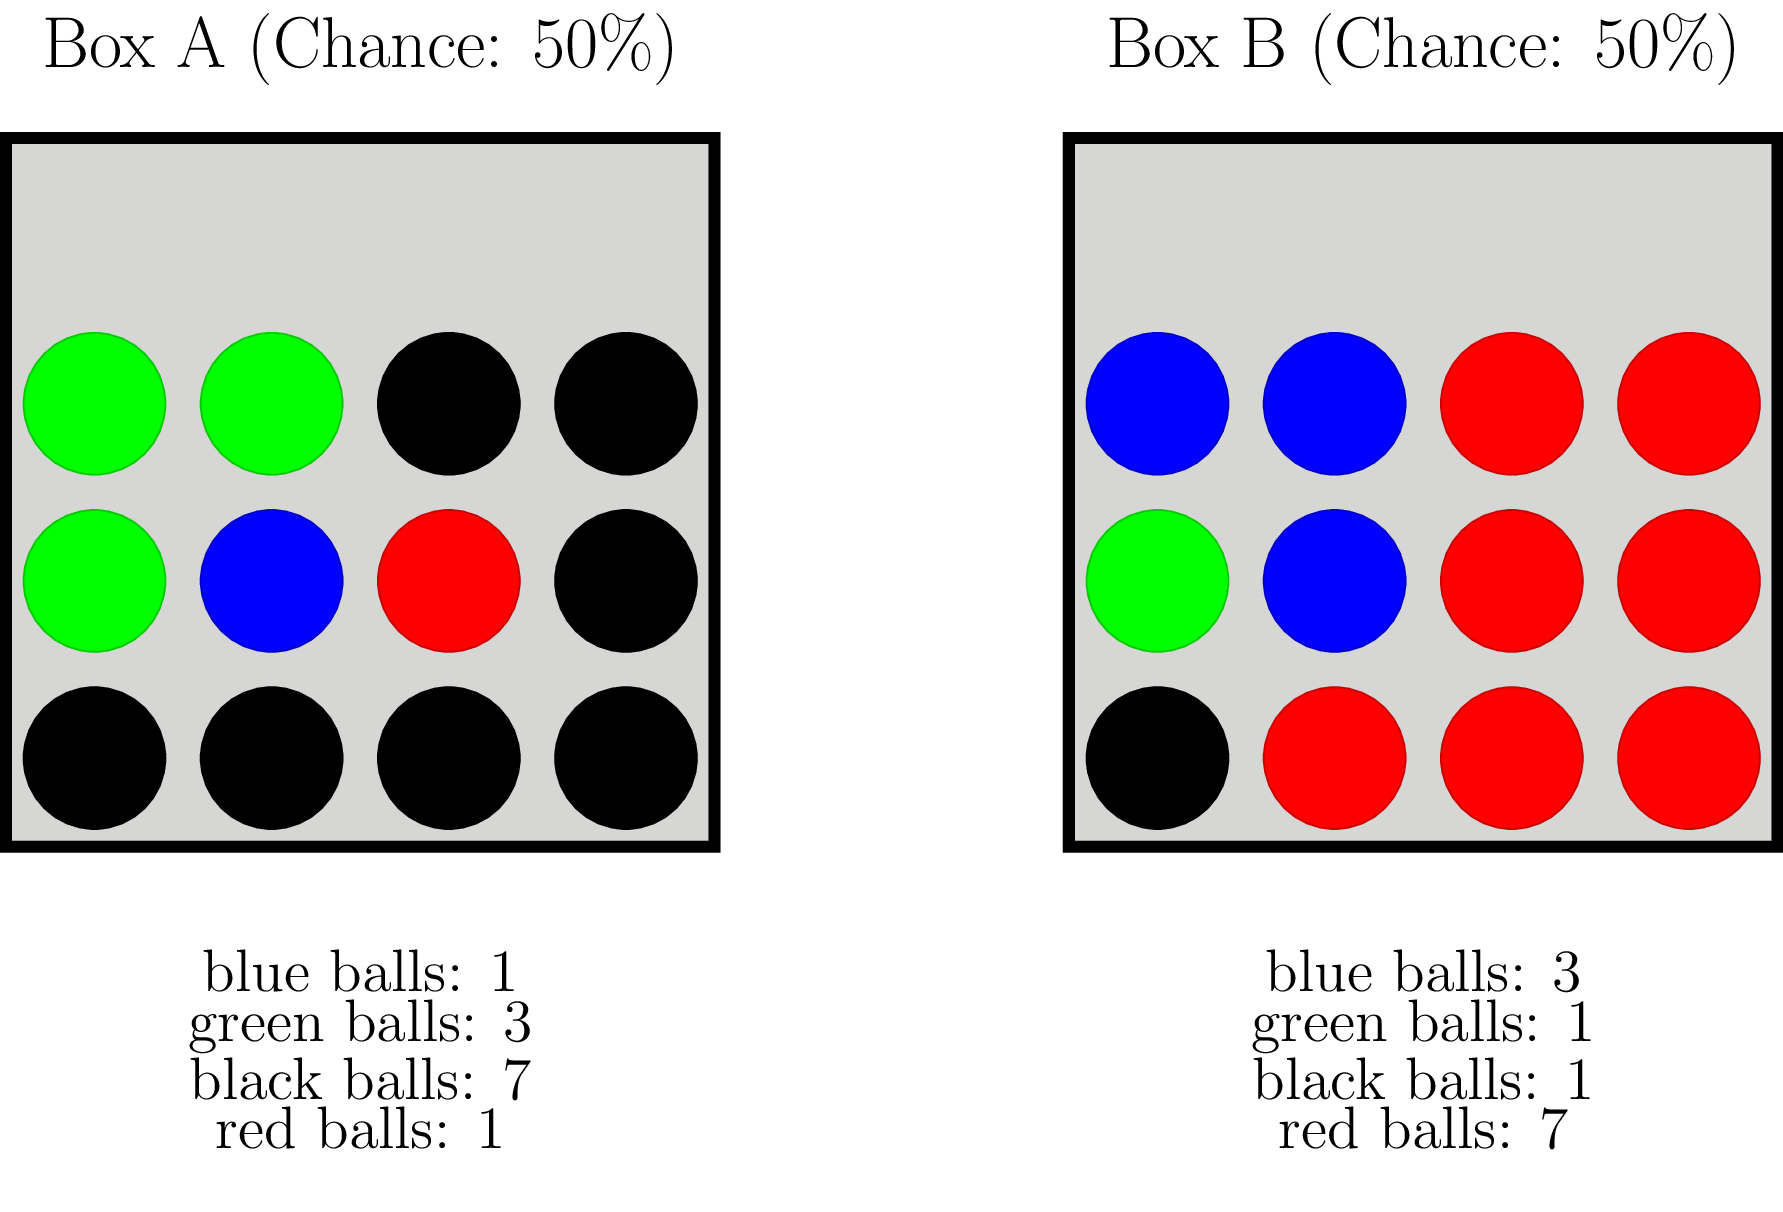 Box A (Chance: 50%)
Box B (Chance: 50%)
blue balls: 1
green balls: 3
black balls: 7
red balls: 1
blue balls: 3
green balls: 1
black balls: 1
red balls: 7